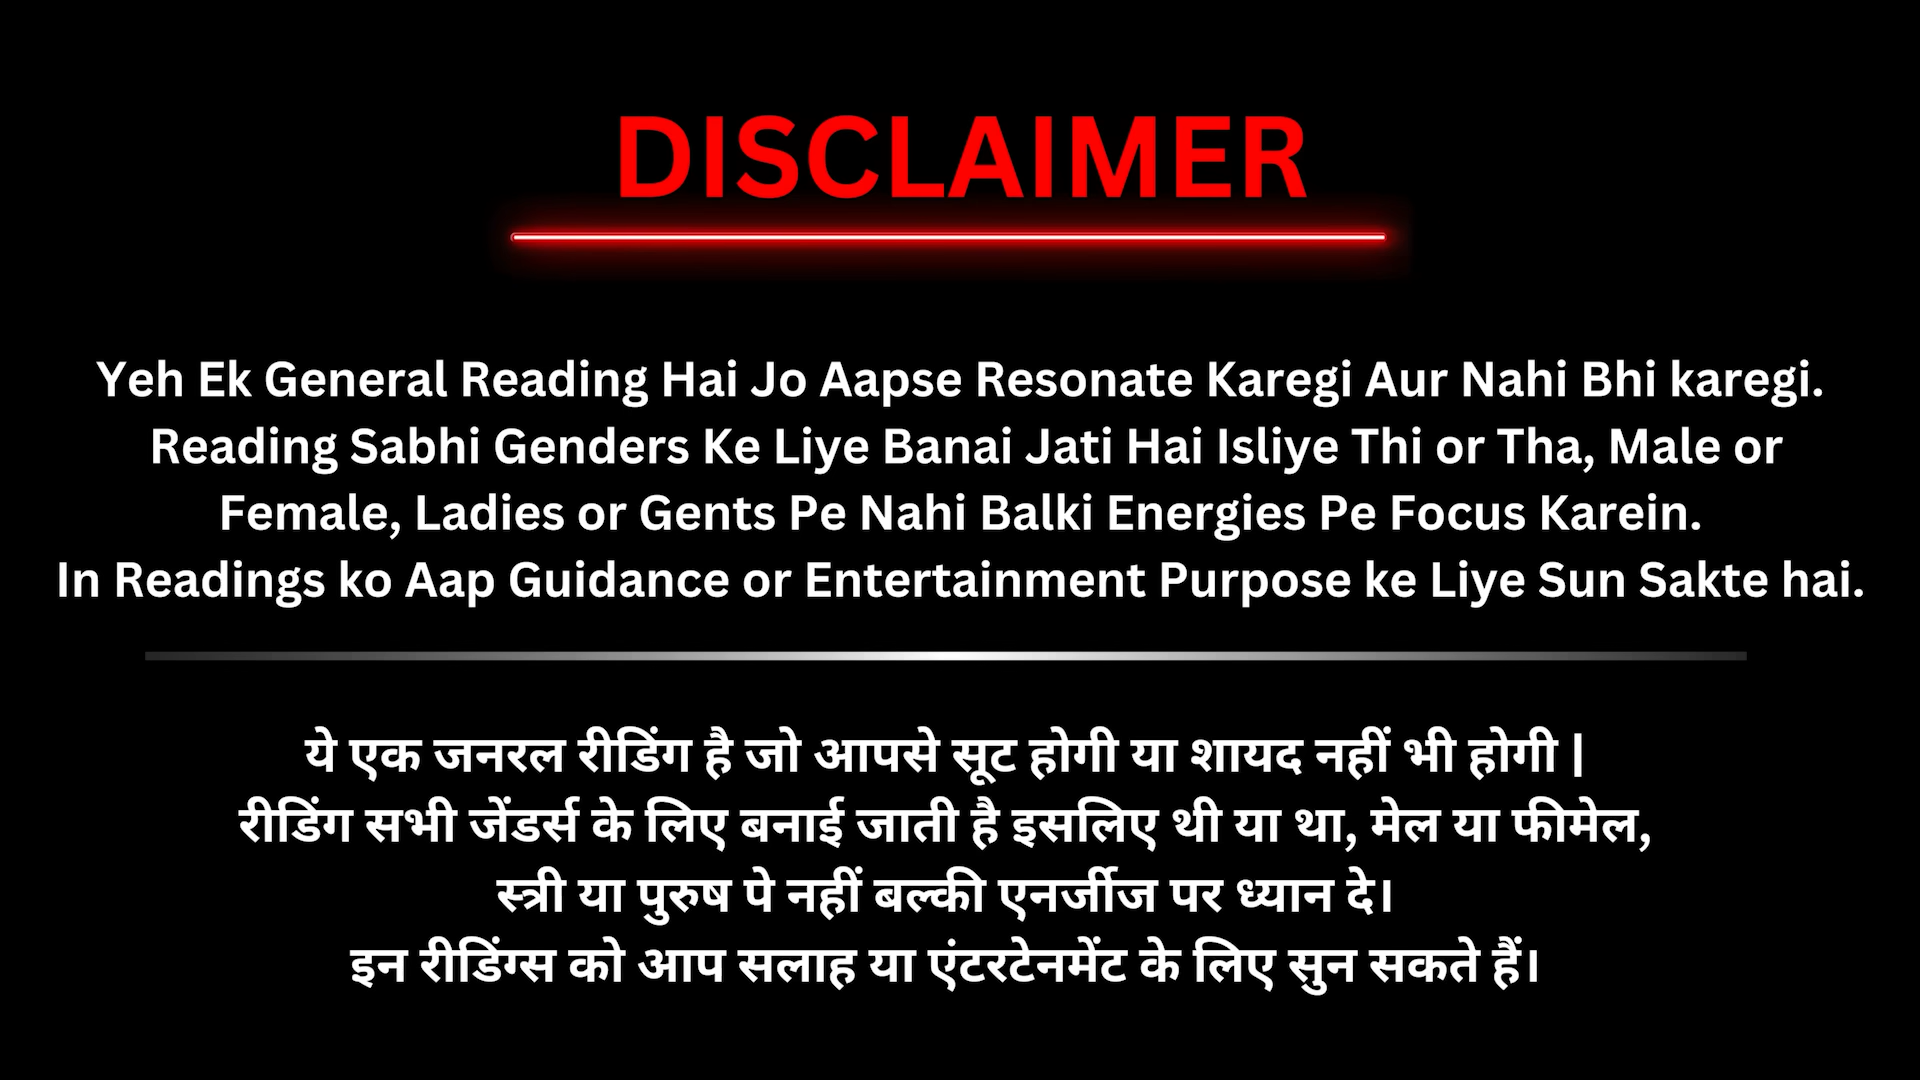 DISCLAIMER
Yeh Ek General Reading Hai Jo Aapse Resonate Karegi Aur Nahi Bhi karegi.
Reading Sabhi Genders Ke Liye Banai Jati Hai Isliye Thi or Tha, Male or
Female, Ladies or Gents Pe Nahi Balki Energies Pe Focus Karein.
In Readings ko Aap Guidance or Entertainment Purpose ke Liye Sun Sakte hai.
ये एक जनरल रीडिंग है जो आपसे सूट होगी या शायद नहीं भी होगी |
रीडिंग सभी जेंडर्स के लिए बनाई जाती है इसलिए थी या था, मेल या फीमेल,
स्त्री या पुरुष पे नहीं बल्की एनर्जीज पर ध्यान दे।
इन रीडिंग्स को आप सलाह या एंटरटेनमेंट के लिए सुन सकते हैं।